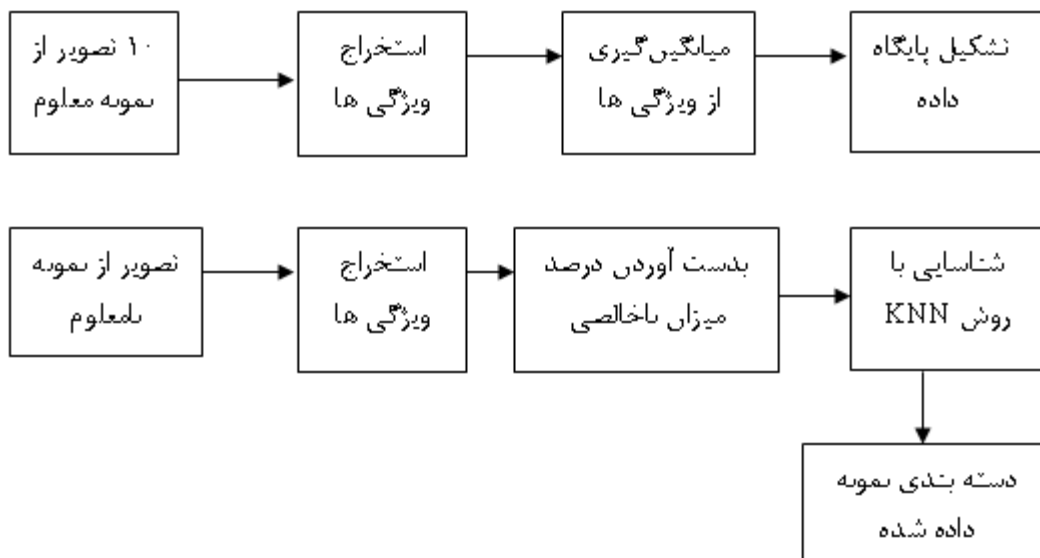 ۱۰ تصویر از
نمونه معلوم
استخراج
ویژگی ها
میانگین‌گیری
از ویژگی ها
تشکیل پایگاه
داده
تصویر از نمونه
نامعلوم
استخراج
ویژگی ها
بدست آوردن درصد
میزان ناخالصی
شناسایی با
روش KNN
دسته بندی نمونه
داده شده